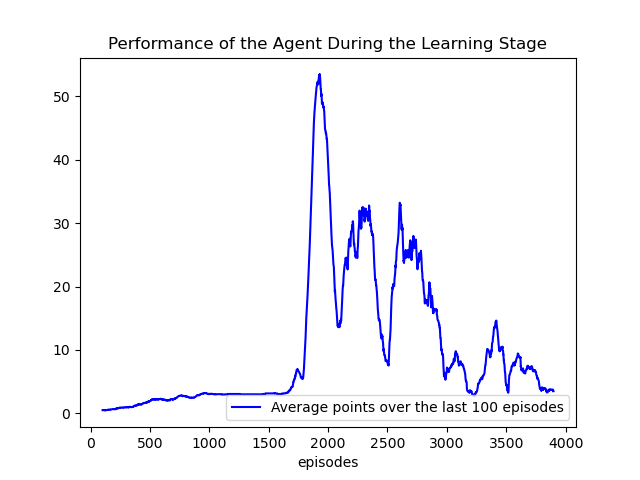 Performance of the Agent During the Learning Stage
50
40
30
20
10
0
0 500 1000 1500 2000 2500 3000 3500 4000
episodes
Average points over the last 100 episodes